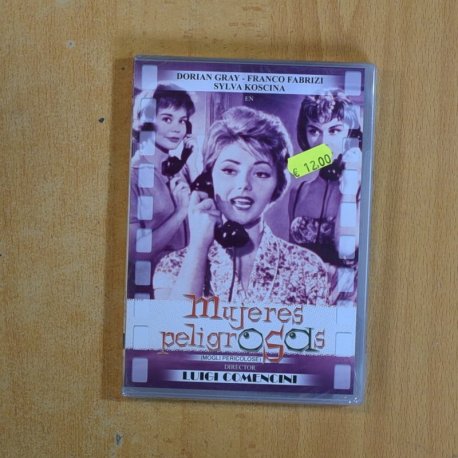 DORIAN GRAY - FRANCO FABRIZI
SYLVA KOSCINA
EN
€ 12,00
Mujeres
peligrosas
(MOGLI PERICOLOSE)
DIRECTOR
LUIGI COMENCINI